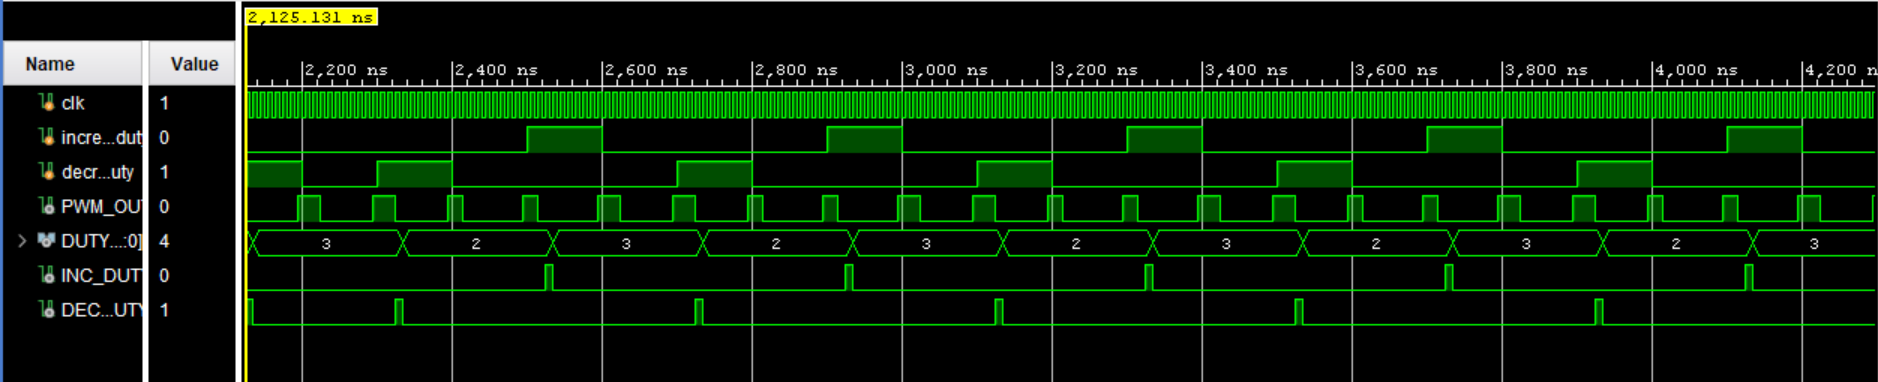 2,125.131 ns
Name Value
2,200 ns 2,400 ns 2,600 ns 2,800 ns 3,000 ns 3,200 ns 3,400 ns 3,600 ns 3,800 ns 4,000 ns 4,200 n
clk 1
incre...dut 0
decr...uty 1
PWM_OU 0
DUTY...:0] 4 3 2 3 2 3 2 3 2 3 2 3
INC_DUT 0
DEC...UTY 1